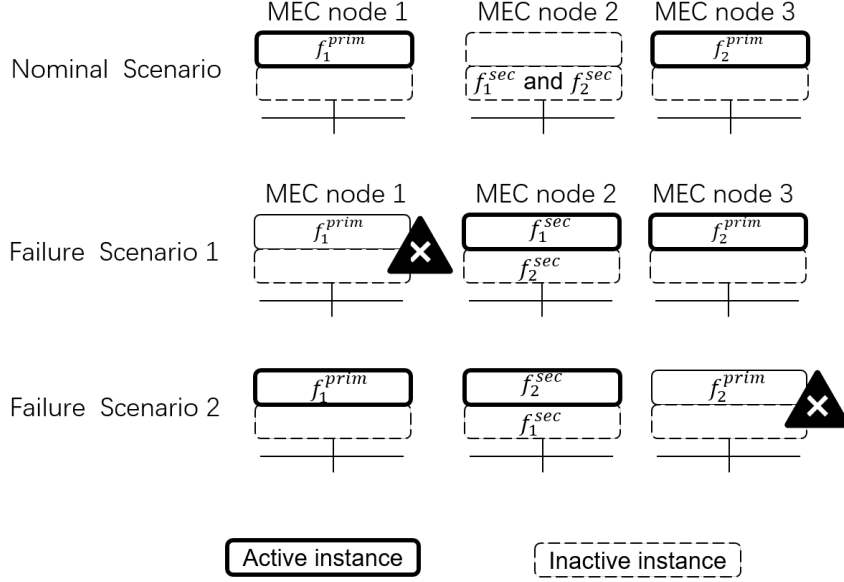 MEC node 1 MEC node 2 MEC node 3
Nominal Scenario
f_1^{prim} f_2^{prim}
f_1^{sec} and f_2^{sec}
MEC node 1 MEC node 2 MEC node 3
Failure Scenario 1
f_1^{prim} f_1^{sec} f_2^{prim}
f_2^{sec}
Failure Scenario 2
f_1^{prim} f_2^{sec} f_2^{prim}
f_1^{sec}
Active instance Inactive instance